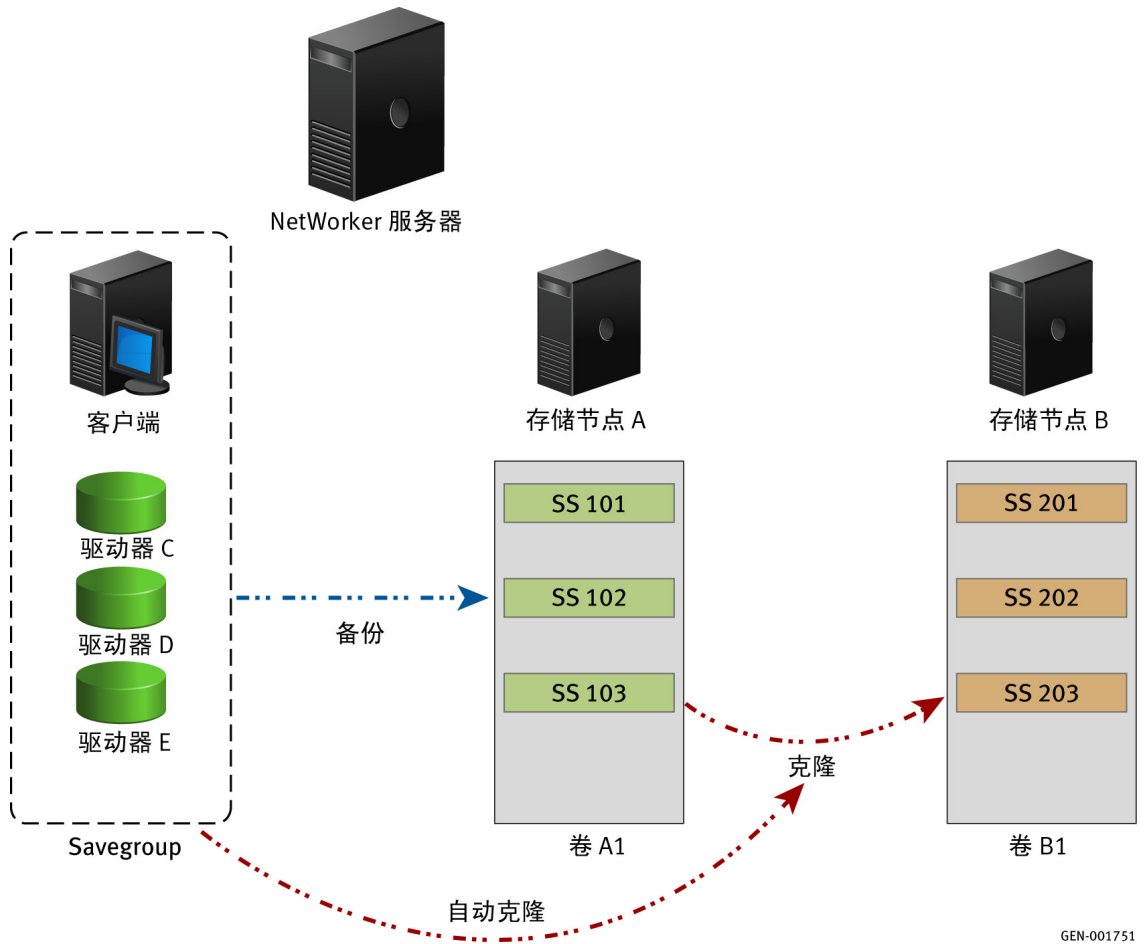 NetWorker 服务器
客户端
存储节点 A
存储节点 B
驱动器 C
驱动器 D
驱动器 E
SS 101
SS 102
SS 103
SS 201
SS 202
SS 203
备份
克隆
Savegroup
卷 A1
卷 B1
自动克隆
GEN-001751